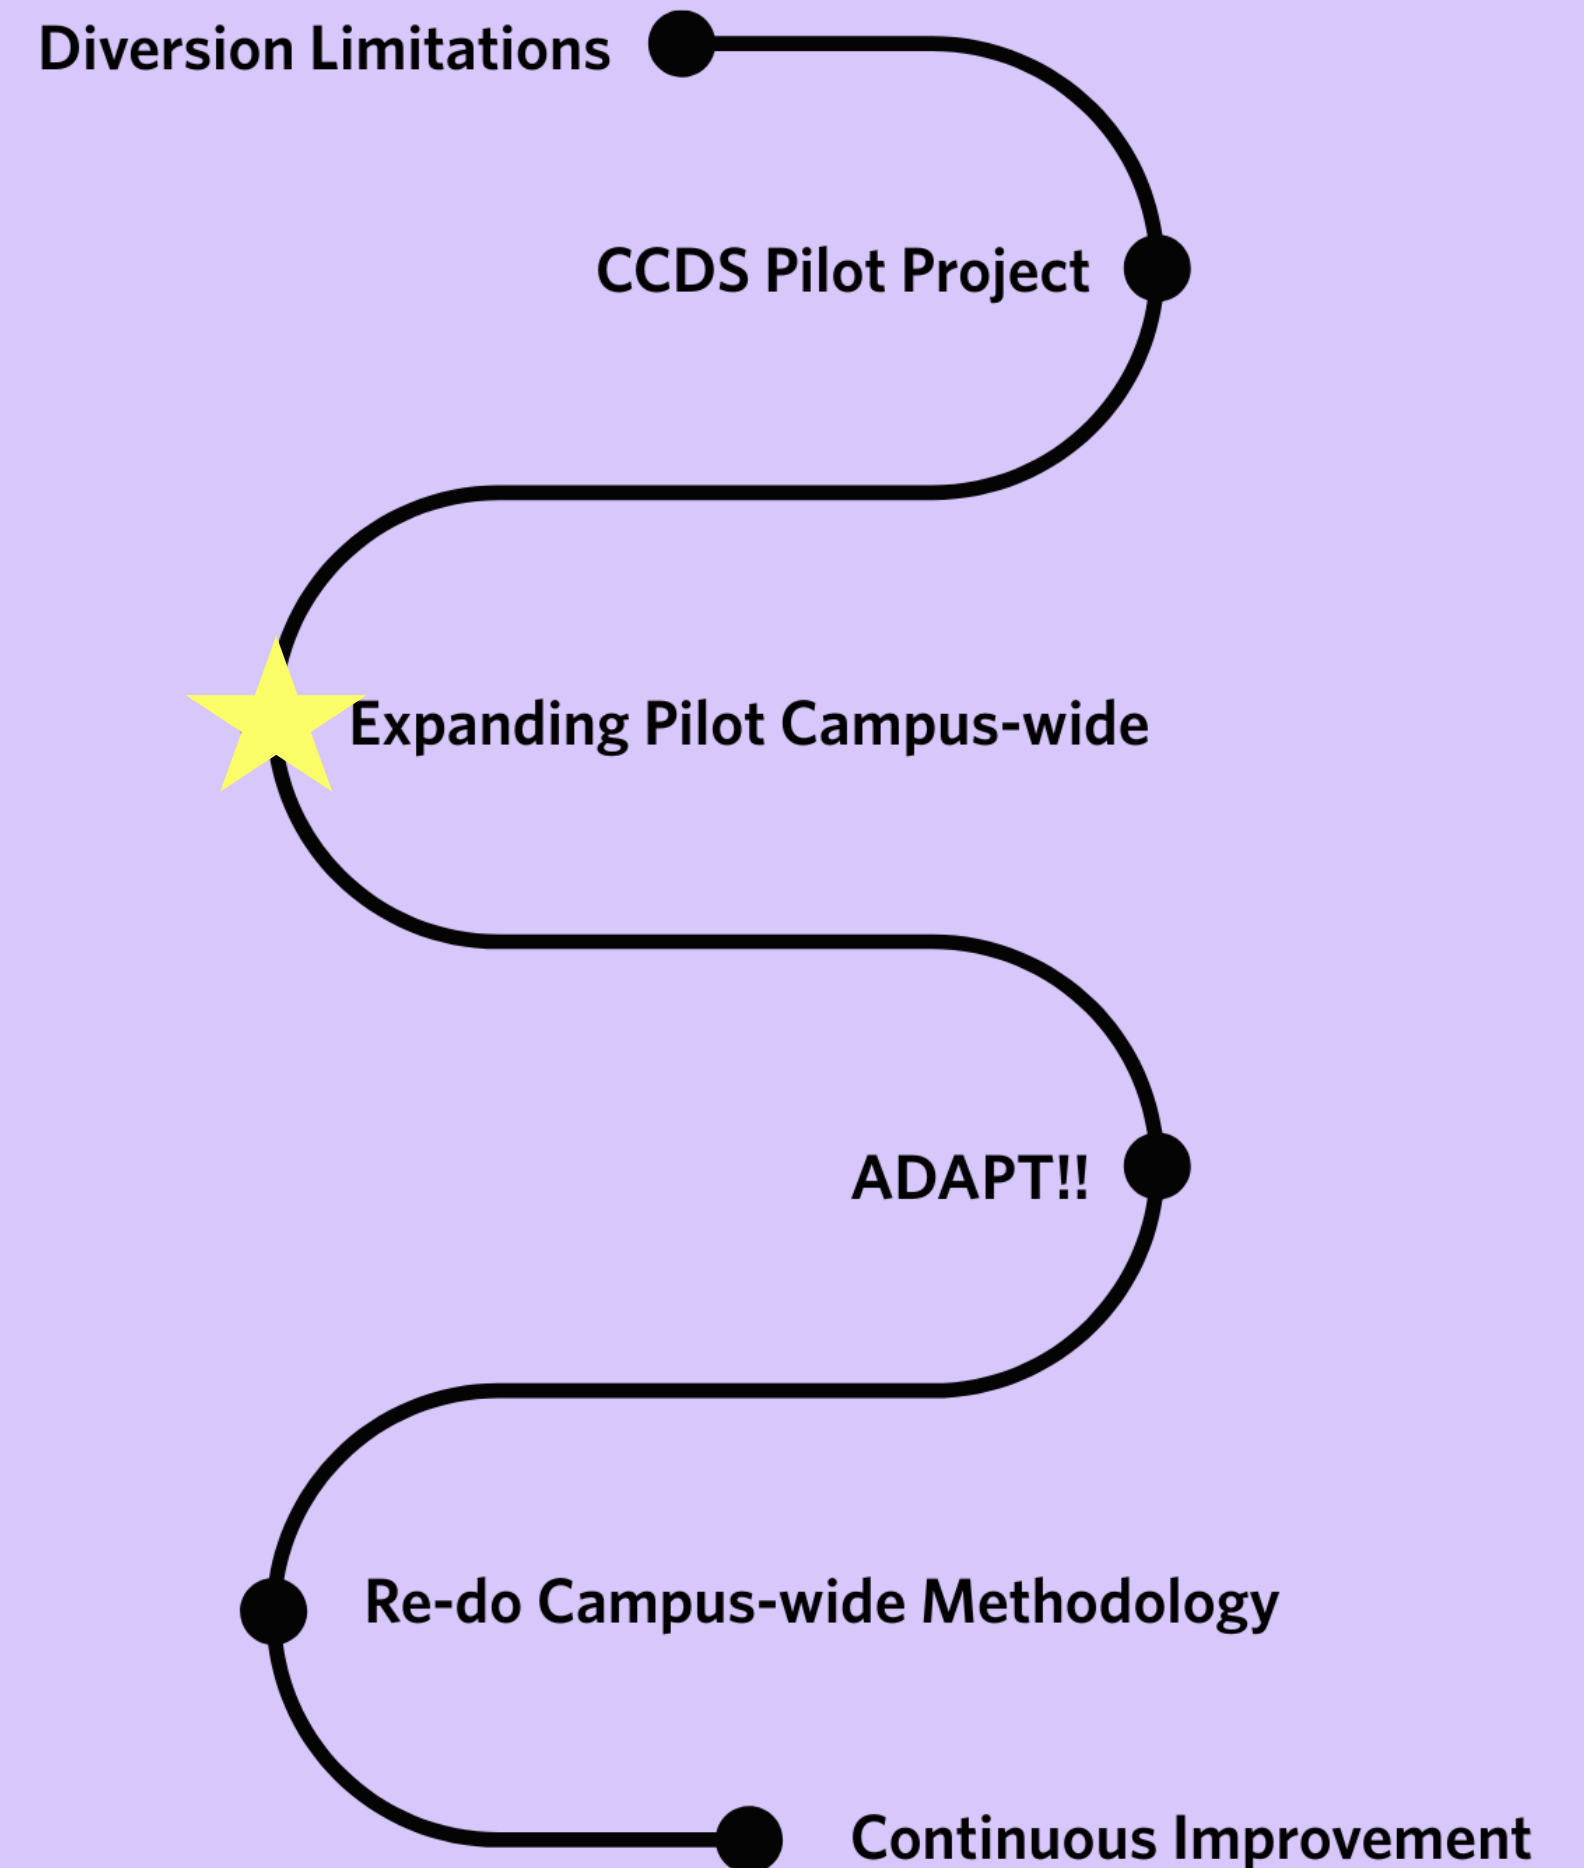 Diversion Limitations
CCDS Pilot Project
Expanding Pilot Campus-wide
ADAPT!!
Re-do Campus-wide Methodology
Continuous Improvement